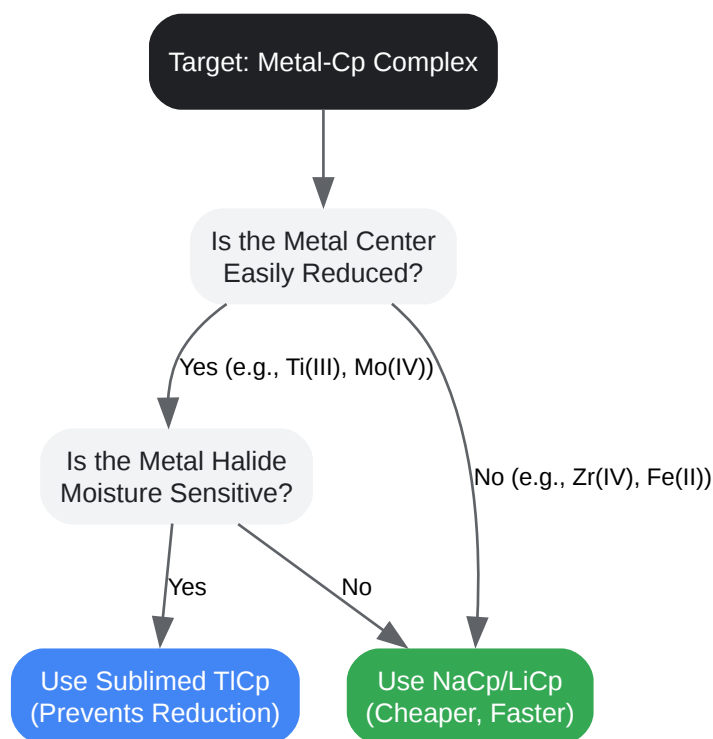 Target: Metal-Cp Complex
Is the Metal Center
Easily Reduced?
Yes (e.g., Ti(III), Mo(IV))
Is the Metal Halide
Moisture Sensitive?
No (e.g., Zr(IV), Fe(II))
Yes
No
Use Sublimed TlCp
(Prevents Reduction)
Use NaCp/LiCp
(Cheaper, Faster)